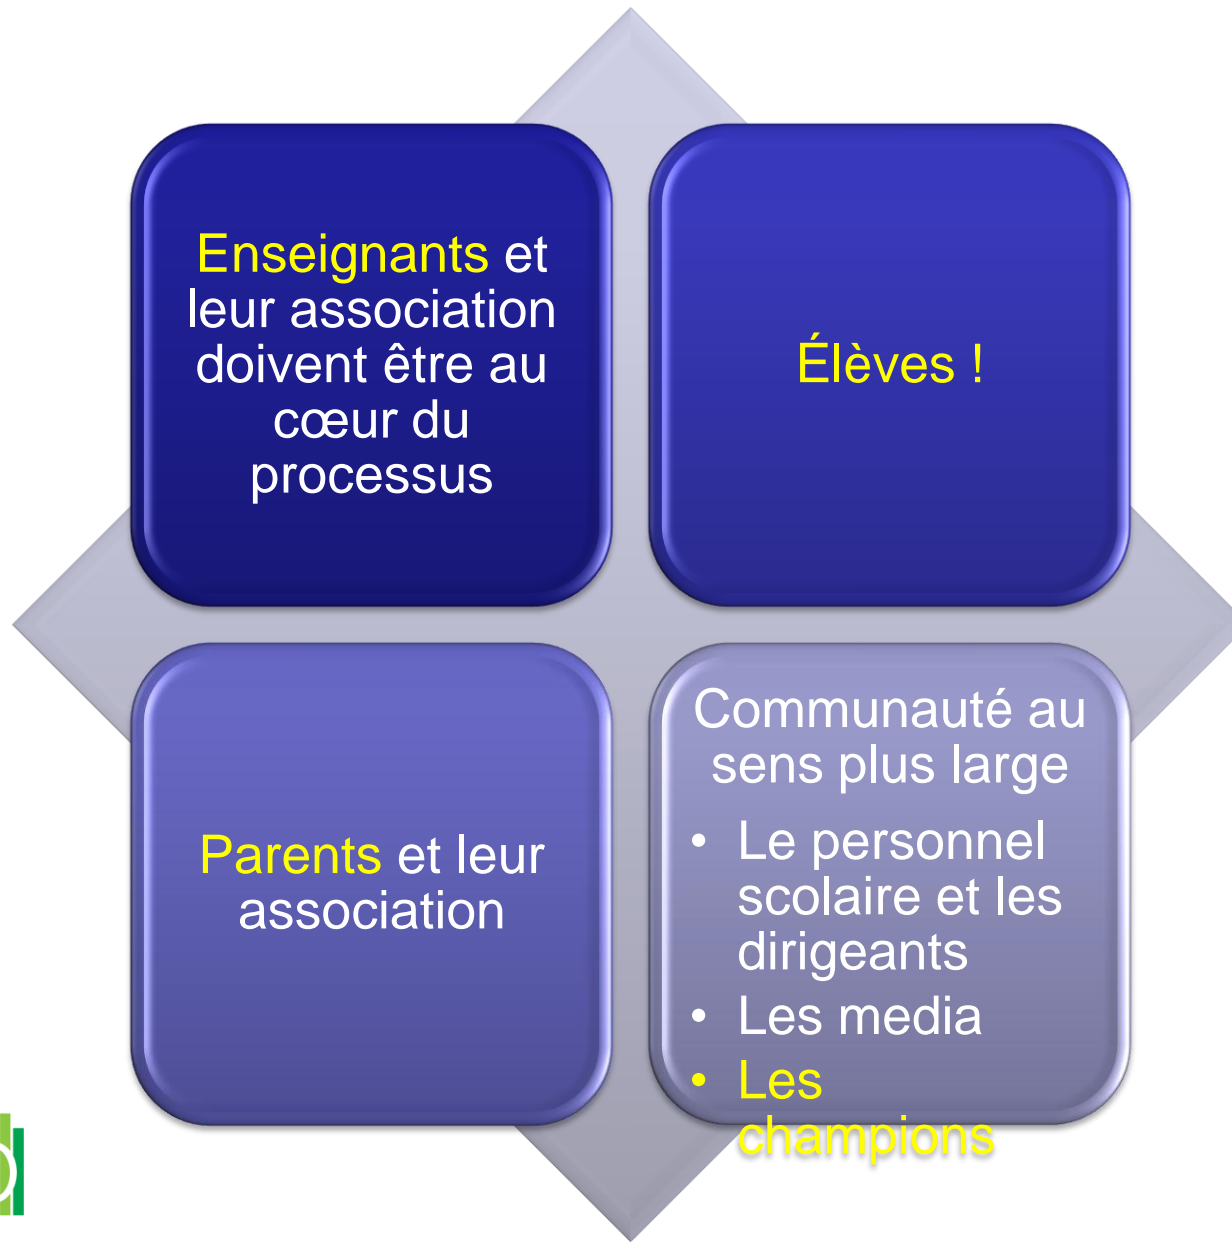 Enseignants et
leur association
doivent être au
cœur du
processus
Élèves !
Parents et leur
association
Communauté au
sens plus large
• Le personnel
scolaire et les
dirigeants
• Les media
• Les
champions